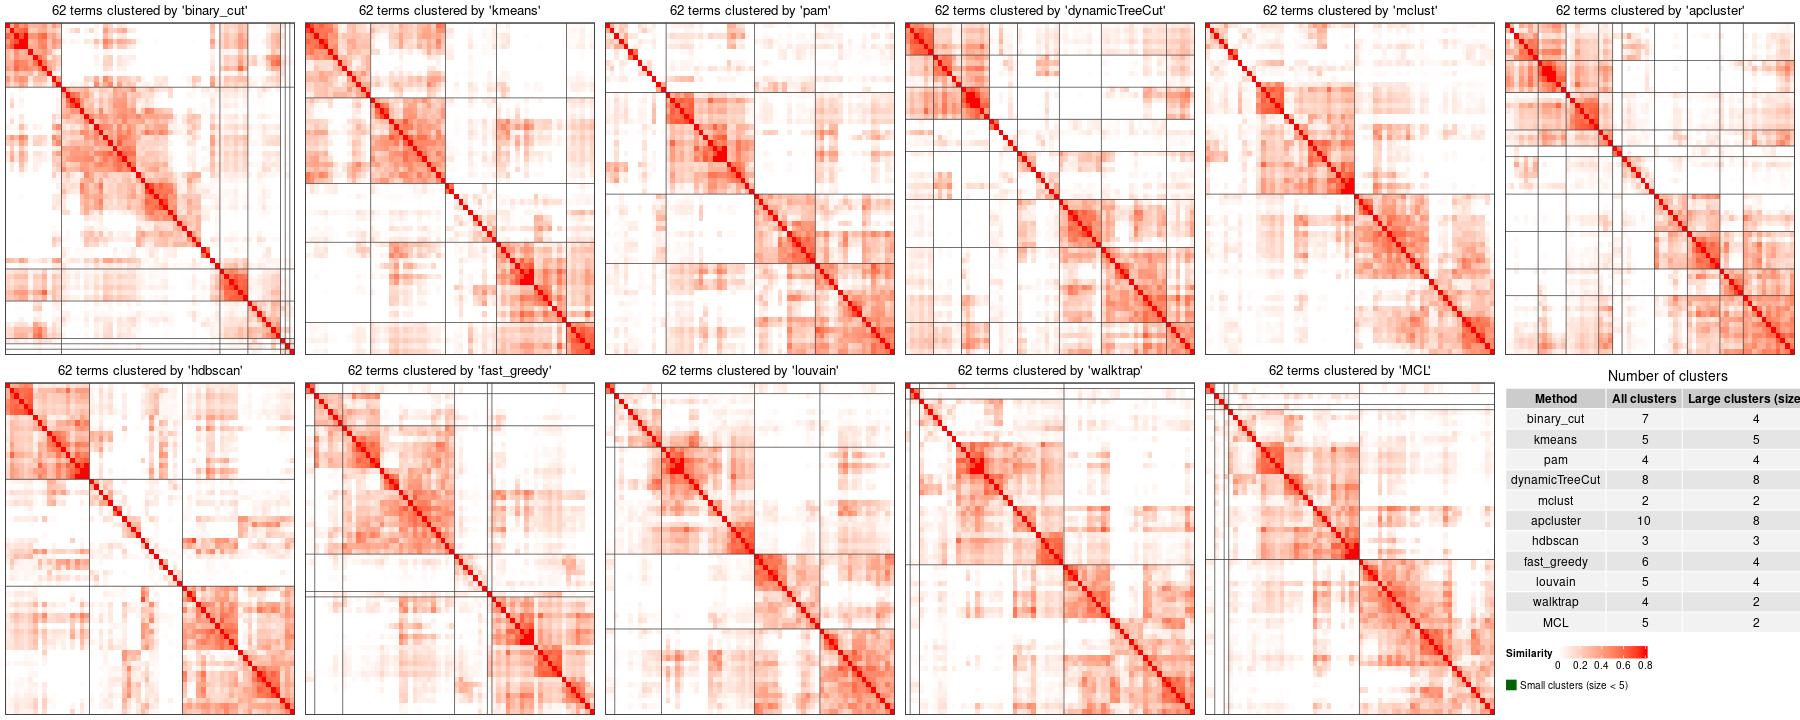 62 terms clustered by 'binary_cut'
62 terms clustered by 'kmeans'
62 terms clustered by 'pam'
62 terms clustered by 'dynamicTreeCut'
62 terms clustered by 'mclust'
62 terms clustered by 'apcluster'
62 terms clustered by 'hdbscan'
62 terms clustered by 'fast_greedy'
62 terms clustered by 'louvain'
62 terms clustered by 'walktrap'
62 terms clustered by 'MCL'
Number of clusters
Method All clusters Large clusters (size
binary_cut 7 4
kmeans 5 5
pam 4 4
dynamicTreeCut 8 8
mclust 2 2
apcluster 10 8
hdbscan 3 3
fast_greedy 6 4
louvain 5 4
walktrap 4 2
MCL 5 2
Similarity
0 0.2 0.4 0.6 0.8
Small clusters (size < 5)